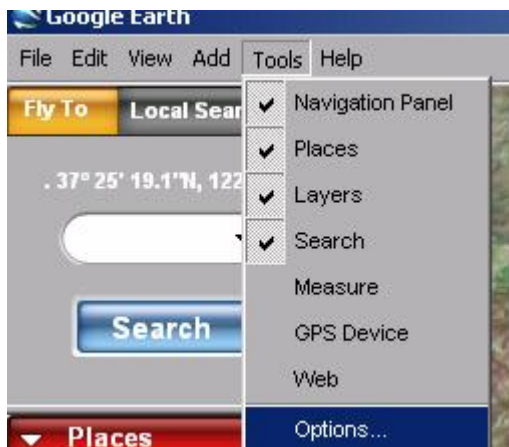 Google Earth
File Edit View Add Tools Help
Fly To Local Sear
. 37° 25' 19.1"N, 122
Search
Places
Navigation Panel
Places
Layers
Search
Measure
GPS Device
Web
Options...